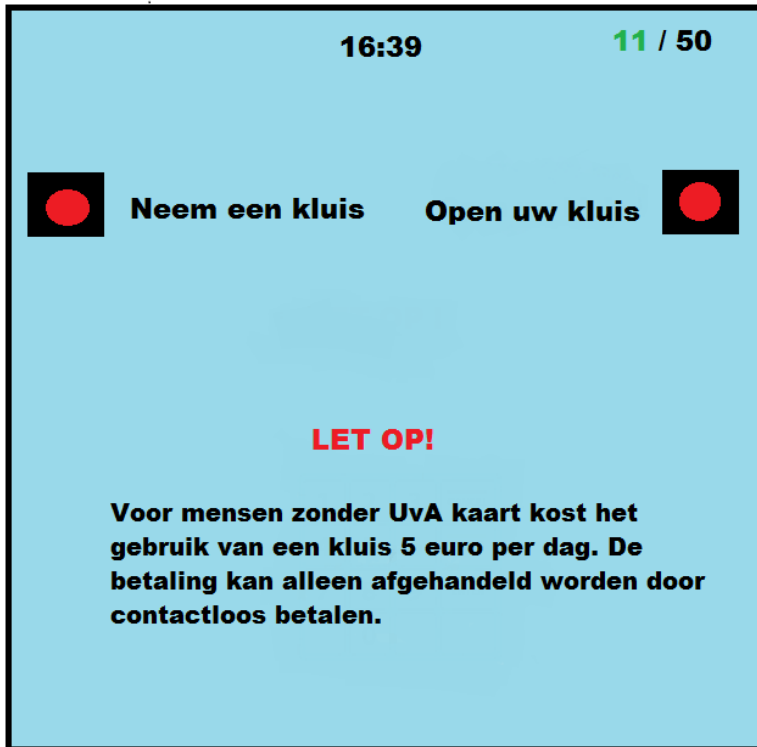 16:39
11 / 50
Neem een kluis
Open uw kluis
LET OP!
Voor mensen zonder UvA kaart kost het
gebruik van een kluis 5 euro per dag. De
betaling kan alleen afgehandeld worden door
contactloos betalen.